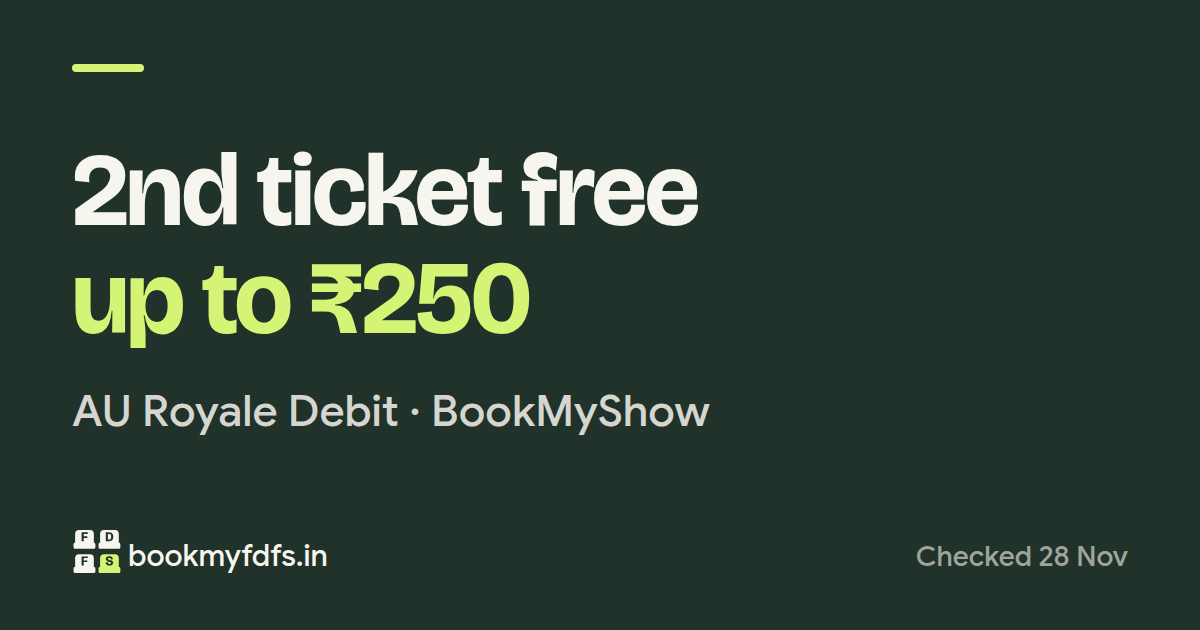 2nd ticket free
up to ₹250
AU Royale Debit · BookMyShow
F D
F S
bookmyfdfs.in
Checked 28 Nov